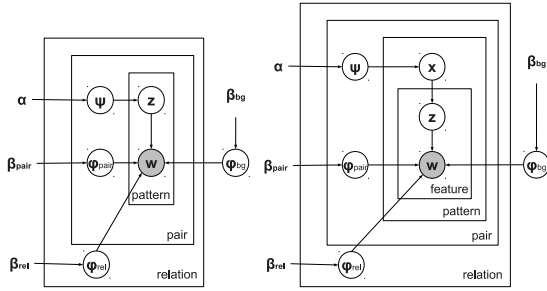 α
ψ
z
β_bg
β_pair
φ_pair
w
φ_bg
pattern
pair
β_rel
φ_rel
relation
α
ψ
x
β_bg
z
β_pair
φ_pair
w
φ_bg
feature
pattern
pair
β_rel
φ_rel
relation